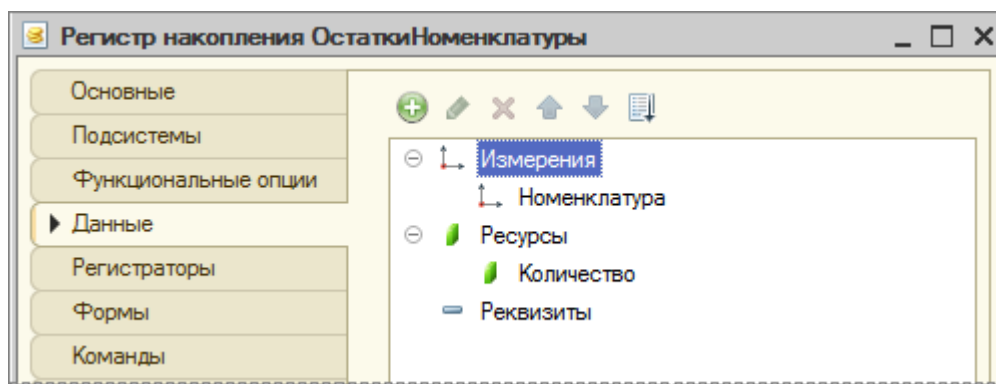 Регистр накопления ОстаткиНоменклатуры
Основные
Подсистемы
Функциональные опции
Данные
Регистраторы
Формы
Команды
Измерения
Номенклатура
Ресурсы
Количество
Реквизиты